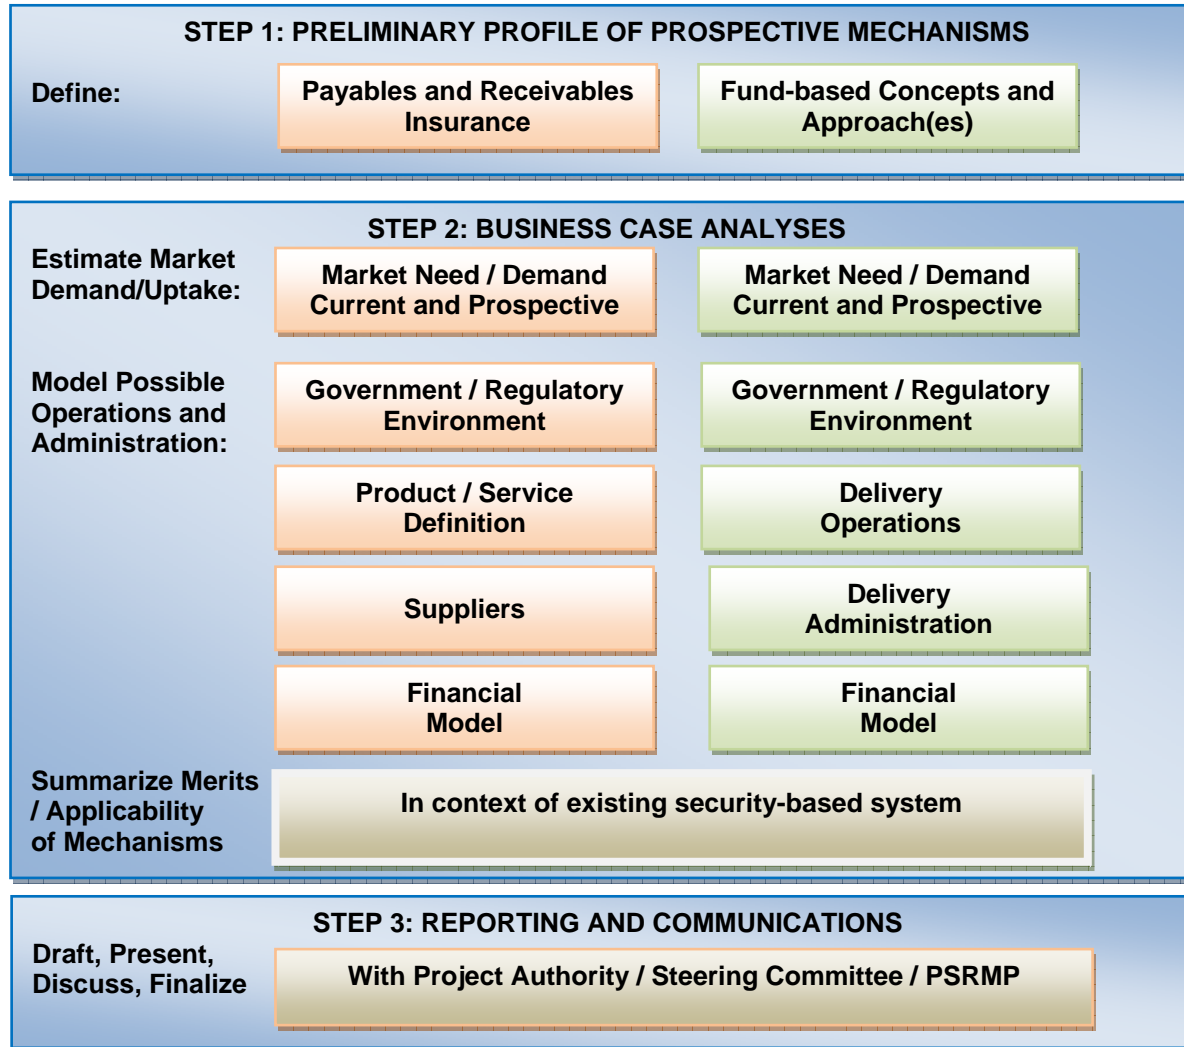 STEP 1: PRELIMINARY PROFILE OF PROSPECTIVE MECHANISMS
Define:
Payables and Receivables
Insurance
Fund-based Concepts and
Approach(es)
STEP 2: BUSINESS CASE ANALYSES
Estimate Market
Demand/Uptake:
Market Need / Demand
Current and Prospective
Market Need / Demand
Current and Prospective
Model Possible
Operations and
Administration:
Government / Regulatory
Environment
Government / Regulatory
Environment
Product / Service
Definition
Delivery
Operations
Suppliers
Delivery
Administration
Financial
Model
Financial
Model
Summarize Merits
/ Applicability
of Mechanisms
In context of existing security-based system
STEP 3: REPORTING AND COMMUNICATIONS
Draft, Present,
Discuss, Finalize
With Project Authority / Steering Committee / PSRMP